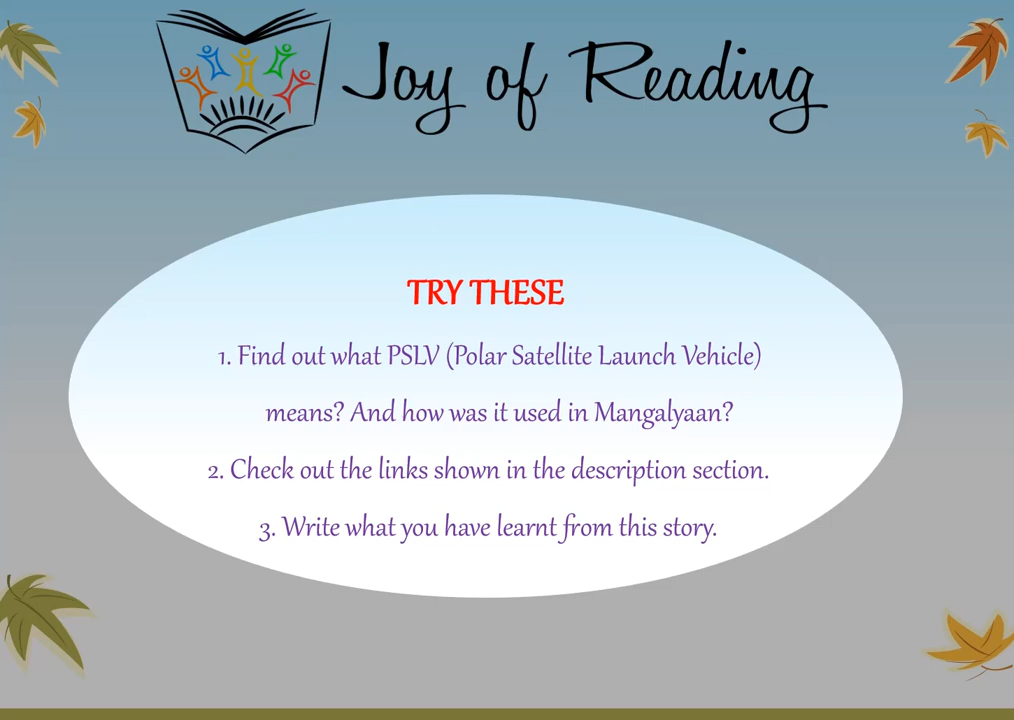 Joy of Reading
TRY THESE
1. Find out what PSLV (Polar Satellite Launch Vehicle)
means? And how was it used in Mangalyaan?
2. Check out the links shown in the description section.
3. Write what you have learnt from this story.